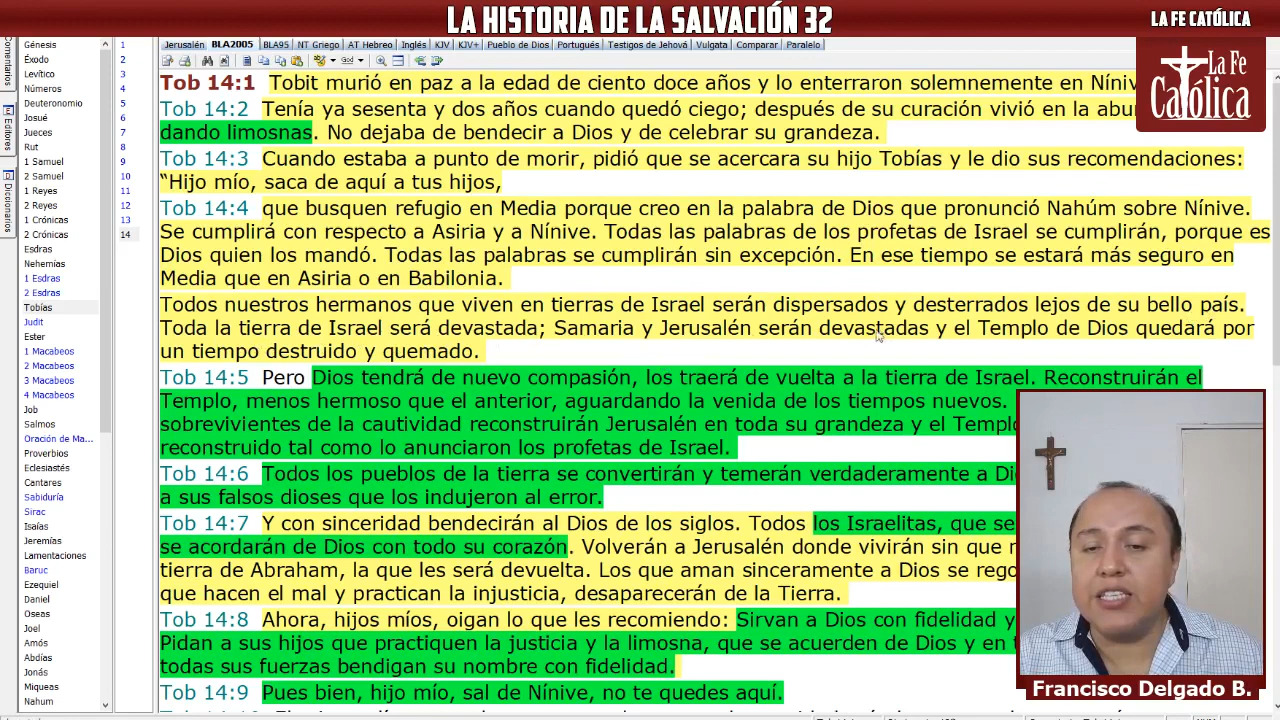 LA HISTORIA DE LA SALVACIÓN 32
LA FE CATÓLICA
La Fe
Católica
Comentarios
Editores
Diccionarios
Génesis
Éxodo
Levítico
Números
Deuteronomio
Josué
Jueces
Rut
1 Samuel
2 Samuel
1 Reyes
2 Reyes
1 Crónicas
2 Crónicas
Esdras
Nehemías
1 Esdras
2 Esdras
Tobías
Judit
Ester
1 Macabeos
2 Macabeos
3 Macabeos
4 Macabeos
Job
Salmos
Oración de Ma...
Proverbios
Eclesiastés
Cantares
Sabiduría
Sirac
Isaías
Jeremías
Lamentaciones
Baruc
Ezequiel
Daniel
Oseas
Joel
Amós
Abdías
Jonás
Miqueas
Nahum
1
2
3
4
5
6
7
8
9
10
11
12
13
14
Jerusalén BLA2005 BLA95 NT Griego AT Hebreo Inglés KJV KJV+ Pueblo de Dios Portugués Testigos de Jehová Vulgata Comparar Paralelo
Tob 14:1 Tobit murió en paz a la edad de ciento doce años y lo enterraron solemnemente en Níniv
Tob 14:2 Tenía ya sesenta y dos años cuando quedó ciego; después de su curación vivió en la abu
dando limosnas. No dejaba de bendecir a Dios y de celebrar su grandeza.
Tob 14:3 Cuando estaba a punto de morir, pidió que se acercara su hijo Tobías y le dio sus recomendaciones:
“Hijo mío, saca de aquí a tus hijos,
Tob 14:4 que busquen refugio en Media porque creo en la palabra de Dios que pronunció Nahúm sobre Nínive.
Se cumplirá con respecto a Asiria y a Nínive. Todas las palabras de los profetas de Israel se cumplirán, porque es
Dios quien los mandó. Todas las palabras se cumplirán sin excepción. En ese tiempo se estará más seguro en
Media que en Asiria o en Babilonia.
Todos nuestros hermanos que viven en tierras de Israel serán dispersados y desterrados lejos de su bello país.
Toda la tierra de Israel será devastada; Samaria y Jerusalén serán devastadas y el Templo de Dios quedará por
un tiempo destruido y quemado.
Tob 14:5 Pero Dios tendrá de nuevo compasión, los traerá de vuelta a la tierra de Israel. Reconstruirán el
Templo, menos hermoso que el anterior, aguardando la venida de los tiempos nuevos.
sobrevivientes de la cautividad reconstruirán Jerusalén en toda su grandeza y el Templ
reconstruido tal como lo anunciaron los profetas de Israel.
Tob 14:6 Todos los pueblos de la tierra se convertirán y temerán verdaderamente a Di
a sus falsos dioses que los indujeron al error.
Tob 14:7 Y con sinceridad bendecirán al Dios de los siglos. Todos los Israelitas, que se
se acordarán de Dios con todo su corazón. Volverán a Jerusalén donde vivirán sin que
tierra de Abraham, la que les será devuelta. Los que aman sinceramente a Dios se rego
que hacen el mal y practican la injusticia, desaparecerán de la Tierra.
Tob 14:8 Ahora, hijos míos, oigan lo que les recomiendo: Sirvan a Dios con fidelidad y
Pidan a sus hijos que practiquen la justicia y la limosna, que se acuerden de Dios y en
todas sus fuerzas bendigan su nombre con fidelidad.
Tob 14:9 Pues bien, hijo mío, sal de Nínive, no te quedes aquí.
Francisco Delgado B.